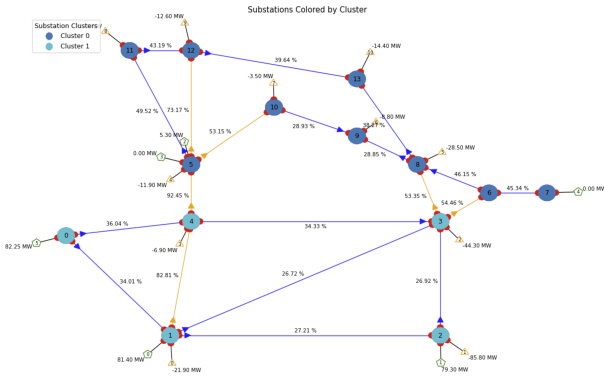 Substations Colored by Cluster
Substation Clusters
Cluster 0
Cluster 1
-12.60 MW
11
43.19 %
12
39.64 %
-14.40 MW
13
-3.50 MW
10
49.52 %
73.17 %
53.15 %
28.93 %
-8.80 MW
9
28.85 %
5.30 MW
0.00 MW
5
-11.90 MW
-28.50 MW
8
46.15 %
6
45.34 %
7
0.00 MW
92.45 %
53.35 %
54.46 %
0
36.04 %
4
34.33 %
3
82.25 MW
-6.90 MW
-44.30 MW
34.01 %
82.81 %
26.72 %
26.92 %
1
27.21 %
2
81.40 MW
-21.90 MW
-85.80 MW
79.30 MW